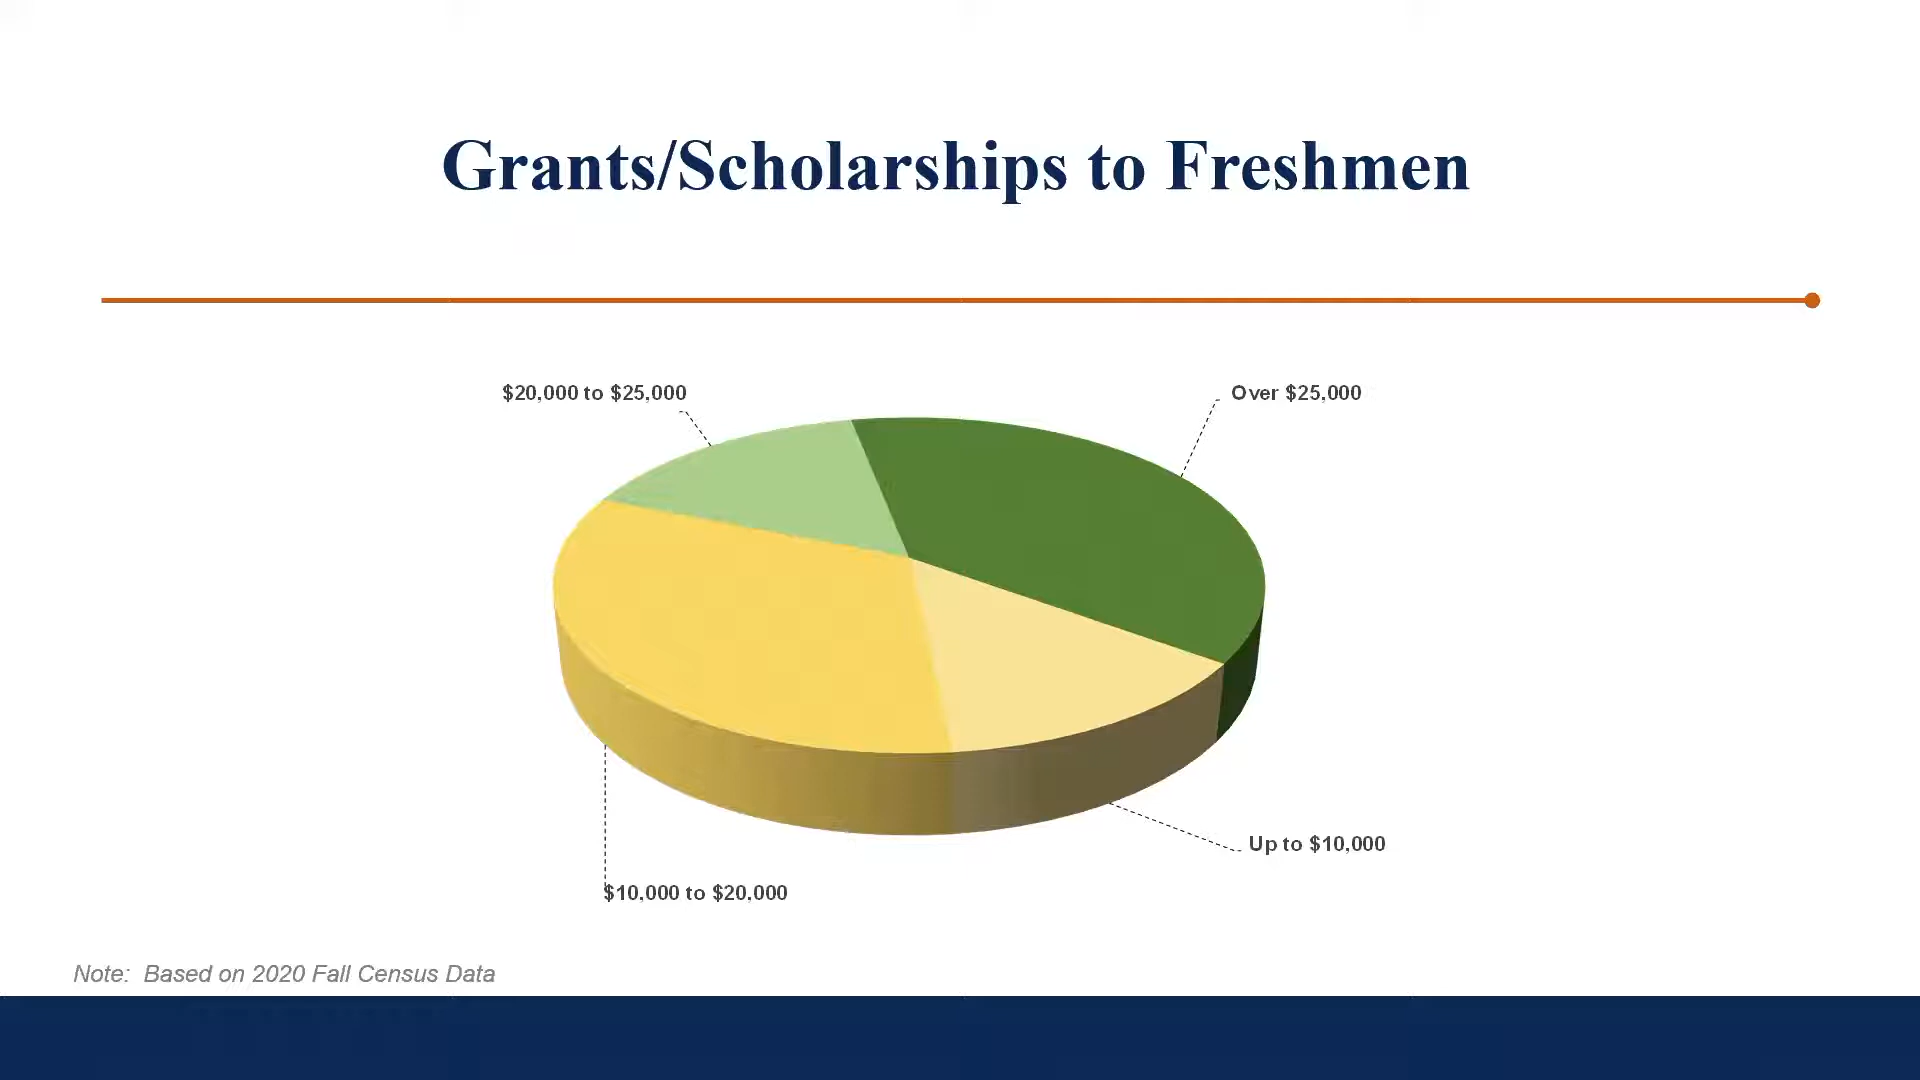 Grants/Scholarships to Freshmen
$20,000 to $25,000
Over $25,000
Up to $10,000
$10,000 to $20,000
Note: Based on 2020 Fall Census Data